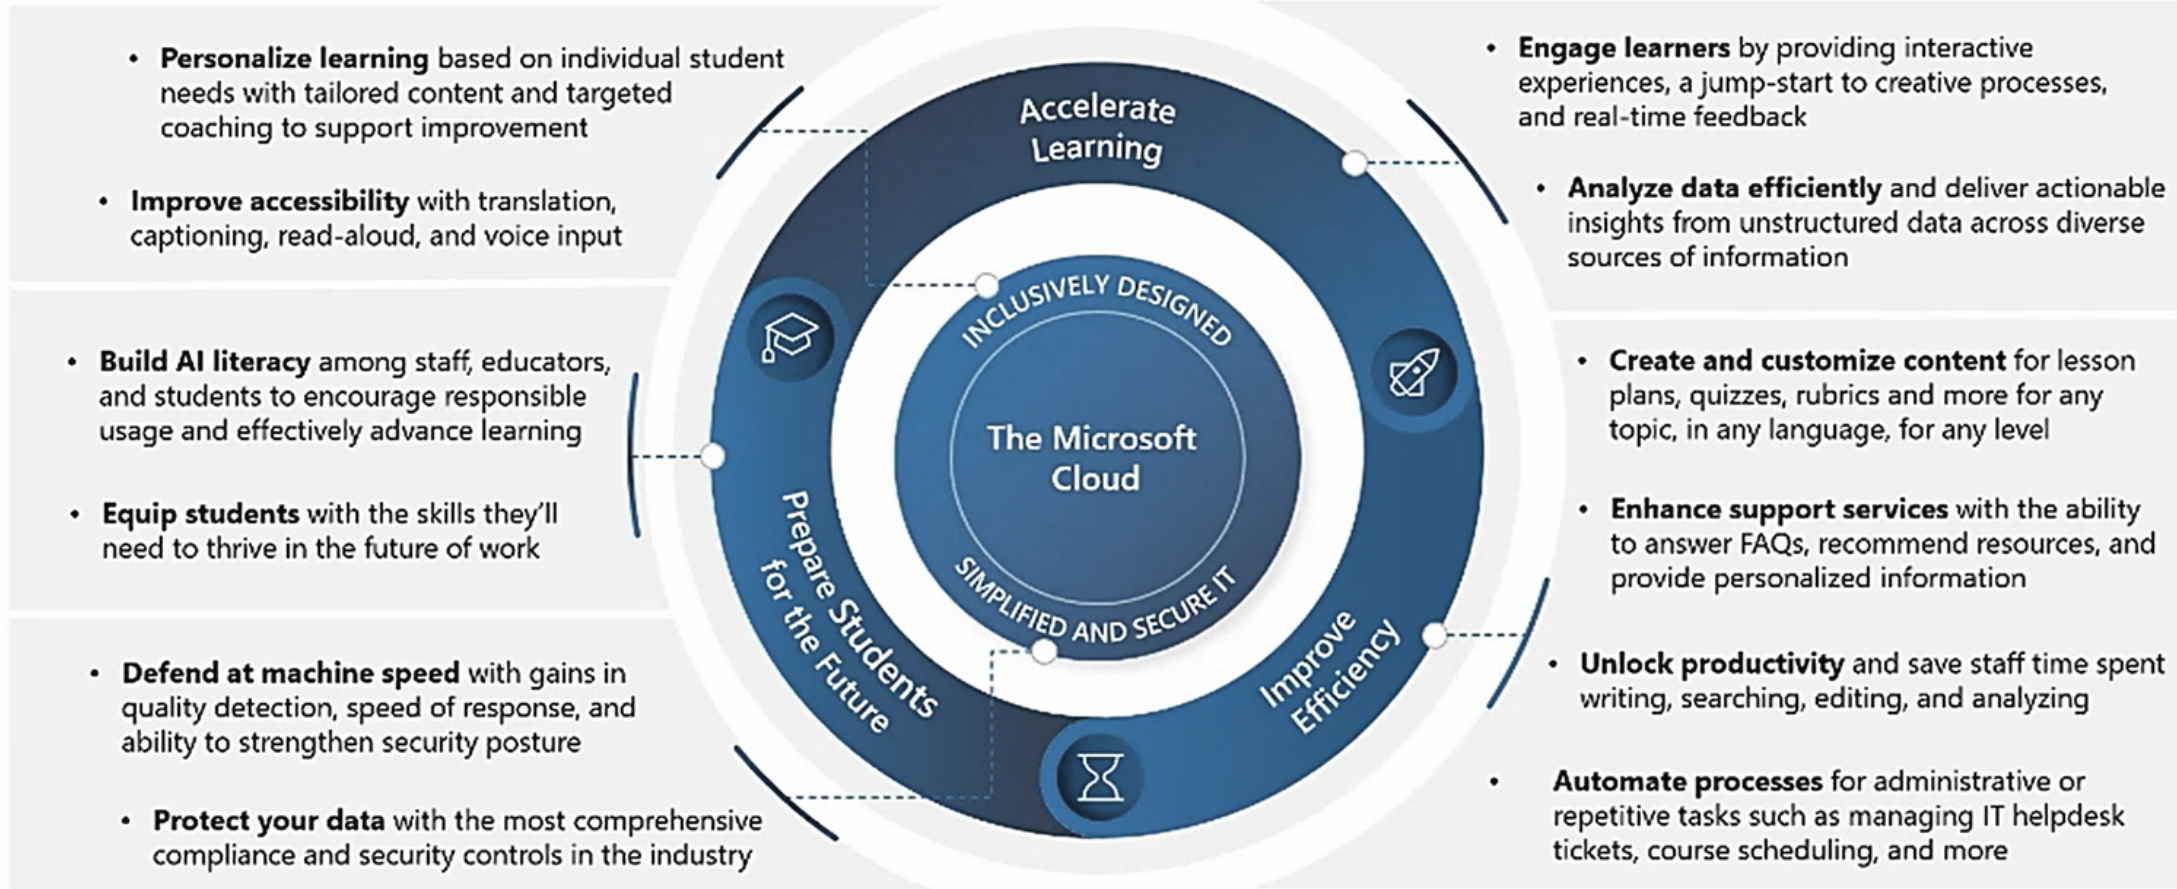 • Personalize learning based on individual student
needs with tailored content and targeted
coaching to support improvement
• Improve accessibility with translation,
captioning, read-aloud, and voice input
• Build AI literacy among staff, educators,
and students to encourage responsible
usage and effectively advance learning
• Equip students with the skills they'll
need to thrive in the future of work
• Defend at machine speed with gains in
quality detection, speed of response, and
ability to strengthen security posture
• Protect your data with the most comprehensive
compliance and security controls in the industry
Accelerate
Learning
INCLUSIVELY DESIGNED
The Microsoft
Cloud
SIMPLIFIED AND SECURE IT
Prepare Students
for the Future
Improve
Efficiency
• Engage learners by providing interactive
experiences, a jump-start to creative processes,
and real-time feedback
• Analyze data efficiently and deliver actionable
insights from unstructured data across diverse
sources of information
• Create and customize content for lesson
plans, quizzes, rubrics and more for any
topic, in any language, for any level
• Enhance support services with the ability
to answer FAQs, recommend resources, and
provide personalized information
• Unlock productivity and save staff time spent
writing, searching, editing, and analyzing
• Automate processes for administrative or
repetitive tasks such as managing IT helpdesk
tickets, course scheduling, and more